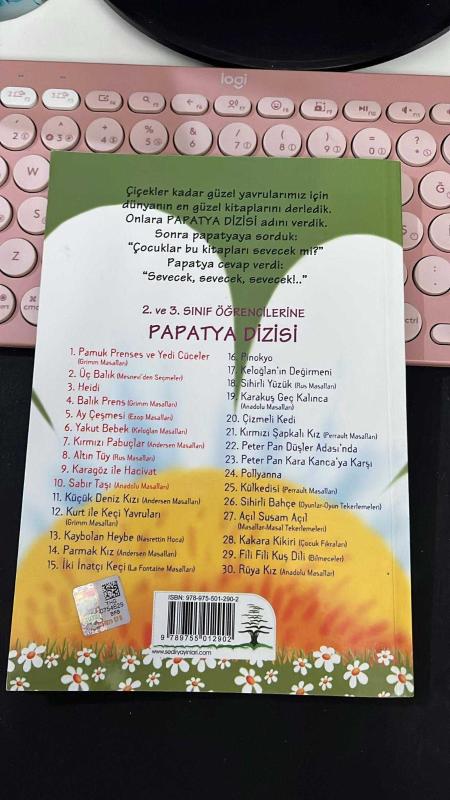 logi
Çiçekler kadar güzel yavrularımız için
dünyanın en güzel kitaplarını derledik.
Onlara PAPATYA DİZİSİ adını verdik.
Sonra papatyaya sorduk:
“Çocuklar bu kitapları sevecek mi?”
Papatya cevap verdi:
“Sevecek, sevecek, sevecek!..”
2. ve 3. SINIF ÖĞRENCİLERİNE
PAPATYA DİZİSİ
1. Pamuk Prenses ve Yedi Cüceler
(Grimm Masalları)
2. Üç Balık (Mesnevi'den Seçmeler)
3. Heidi
4. Balık Prens (Grimm Masalları)
5. Ay Çeşmesi (Ezop Masalları)
6. Yakut Bebek (Keloğlan Masalları)
7. Kırmızı Pabuçlar (Andersen Masalları)
8. Altın Tüy (Rus Masalları)
9. Karagöz ile Hacivat
10. Sabır Taşı (Anadolu Masalları)
11. Küçük Deniz Kızı (Andersen Masalları)
12. Kurt ile Keçi Yavruları
(Grimm Masalları)
13. Kaybolan Heybe (Nasrettin Hoca)
14. Parmak Kız (Andersen Masalları)
15. İki İnatçı Keçi (La Fontaine Masalları)
16. Pinokyo
17. Keloğlan'ın Değirmeni
18. Sihirli Yüzük (Rus Masalları)
19. Karakuş Geç Kalınca
(Anadolu Masalları)
20. Çizmeli Kedi
21. Kırmızı Şapkalı Kız (Perrault Masalları)
22. Peter Pan Düşler Adası'nda
23. Peter Pan Kara Kanca'ya Karşı
24. Pollyanna
25. Külkedisi (Perrault Masalları)
26. Sihirli Bahçe (Oyunlar-Oyun Tekerlemeleri)
27. Açıl Susam Açıl
(Masallar-Masal Tekerlemeleri)
28. Kakara Kikiri (Çocuk Fıkraları)
29. Fili Fili Kuş Dili (Bilmeceler)
30. Rüya Kız (Anadolu Masalları)
ISBN: 978-975-501-290-2
9 789755 012902
www.sediryayinlari.com